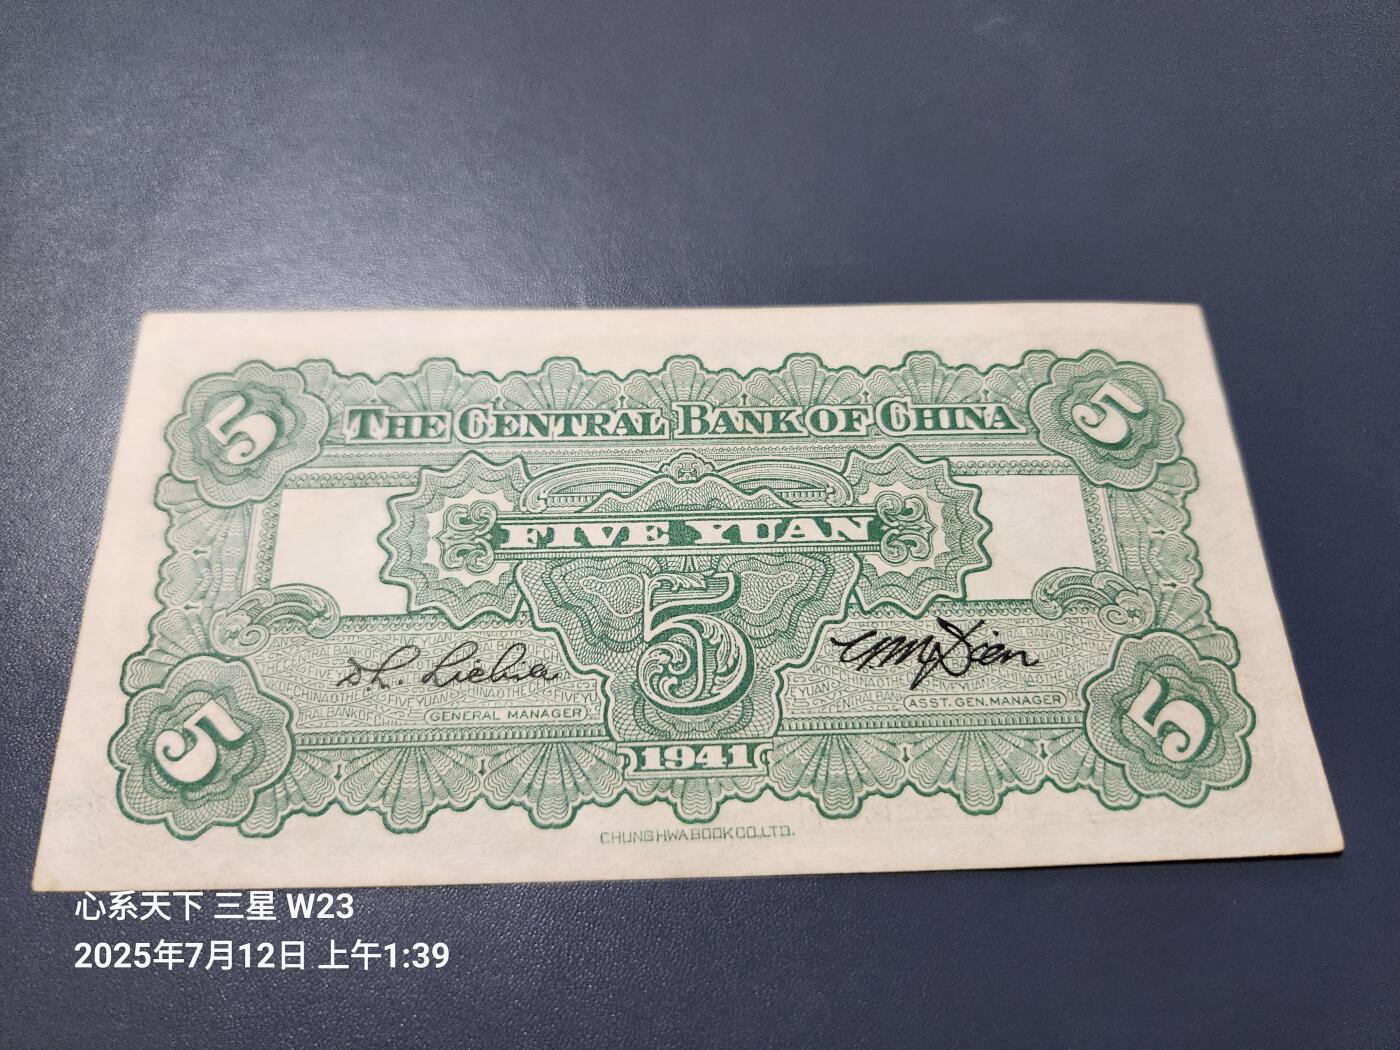 5
THE CENTRAL BANK OF CHINA
5
FIVE YUAN
5
GENERAL MANAGER
ASST. GEN. MANAGER
5
1941
5
CHUNG HWA BOOK CO., LTD.
心系天下 三星 W23
2025年7月12日 上午1:39